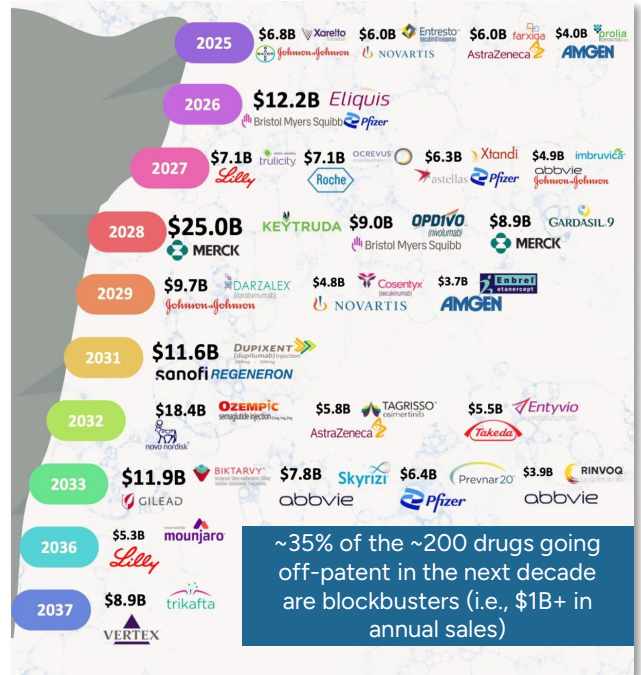 2025
$6.8B Xarelto $6.0B Entresto $6.0B farxiga $4.0B prolia
BAYER Johnson & Johnson NOVARTIS AstraZeneca AMGEN
2026
$12.2B Eliquis
Bristol Myers Squibb Pfizer
2027
$7.1B trulicity $7.1B OCREVUS $6.3B Xtandi $4.9B imbruvica
Lilly Roche astellas Pfizer abbvie
Johnson & Johnson
2028
$25.0B KEYTRUDA $9.0B OPDIVO $8.9B GARDASIL 9
(nivolumab)
MERCK Bristol Myers Squibb MERCK
2029
$9.7B DARZALEX $4.8B Cosentyx $3.7B Enbrel
(daratumumab) (secukinumab) etanercept
Johnson & Johnson NOVARTIS AMGEN
2031
$11.6B DUPIXENT
(dupilumab) Injection
sanofi REGENERON
2032
$18.4B OZEMPIC $5.8B TAGRISSO $5.5B Entyvio
semaglutide injection osimertinib vedolizumab
novo nordisk AstraZeneca Takeda
2033
$11.9B BIKTARVY $7.8B Skyrizi $6.4B Prevnar 20 $3.9B RINVOQ
GILEAD abbvie Pfizer abbvie
2036
$5.3B mounjaro
Lilly
2037
$8.9B trikafta
VERTEX
~35% of the ~200 drugs going
off-patent in the next decade
are blockbusters (i.e., $1B+ in
annual sales)